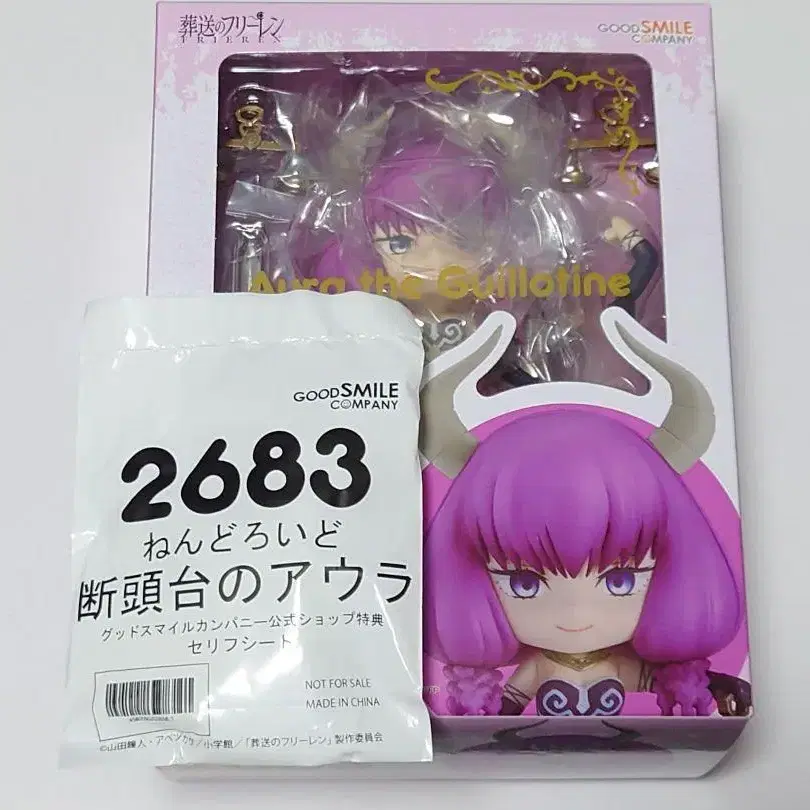 葬送のフリーレン
FRIEREN
GOOD SMILE
COMPANY
Aura the Guillotine
GOOD SMILE
COMPANY
2683
ねんどろいど
断頭台のアウラ
グッドスマイルカンパニー公式ショップ特典
セリフシート
NOT FOR SALE
MADE IN CHINA
©山田鐘人・アベツカサ/小学館/「葬送のフリーレン」製作委員会